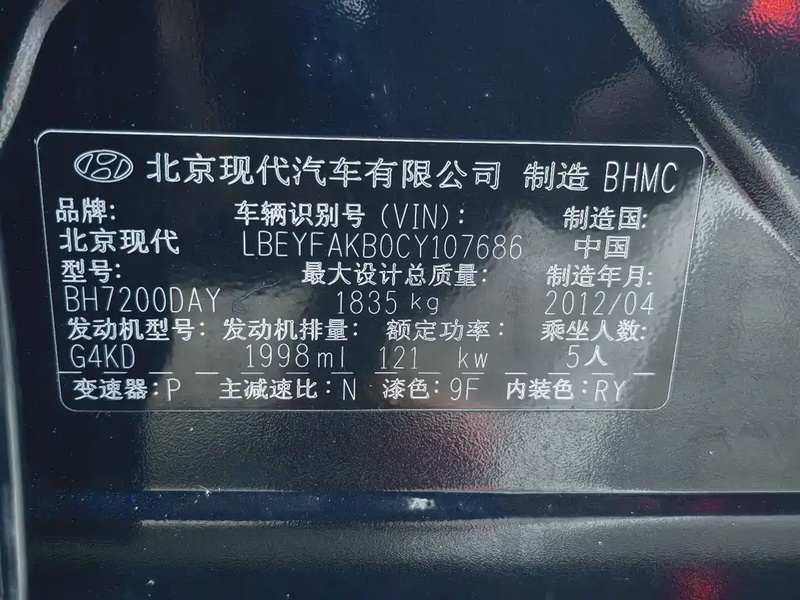 北京现代汽车有限公司 制造 BHMC
品牌: 车辆识别号(VIN): 制造国:
北京现代 LBEYFAKB0CY107686 中国
型号: 最大设计总质量: 制造年月:
BH7200DAY 1835 kg 2012/04
发动机型号: 发动机排量: 额定功率: 乘坐人数:
G4KD 1998ml 121 kw 5人
变速器:P 主减速比:N 漆色:9F 内装色:RY